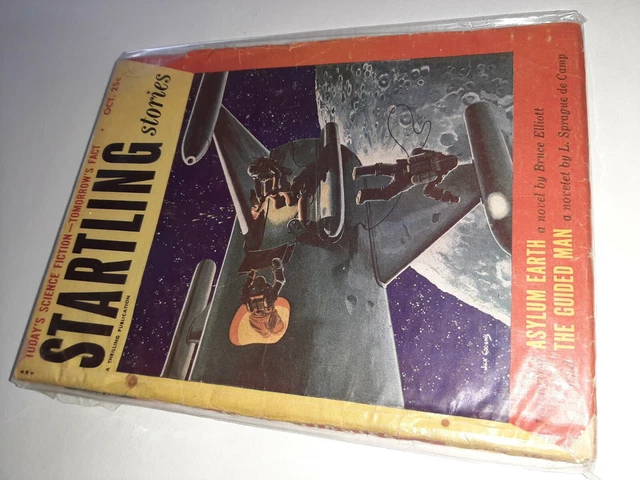 TODAY'S SCIENCE FICTION—TOMORROW'S FACT
OCT. 25c
STARTLING
stories
A THRILLING PUBLICATION
ASYLUM EARTH a novel by Bruce Elliott
THE GUIDED MAN a novelet by L. Sprague de Camp